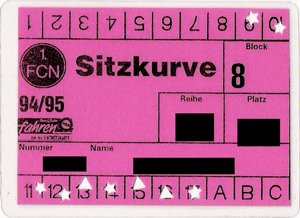 1 2 3 4 5 6 7 8 9 10
1
FCN
Sitzkurve
Block
8
94/95
fahren
Reihe
Platz
Nummer
Name
11 12 13 14 15 16 17 A B C